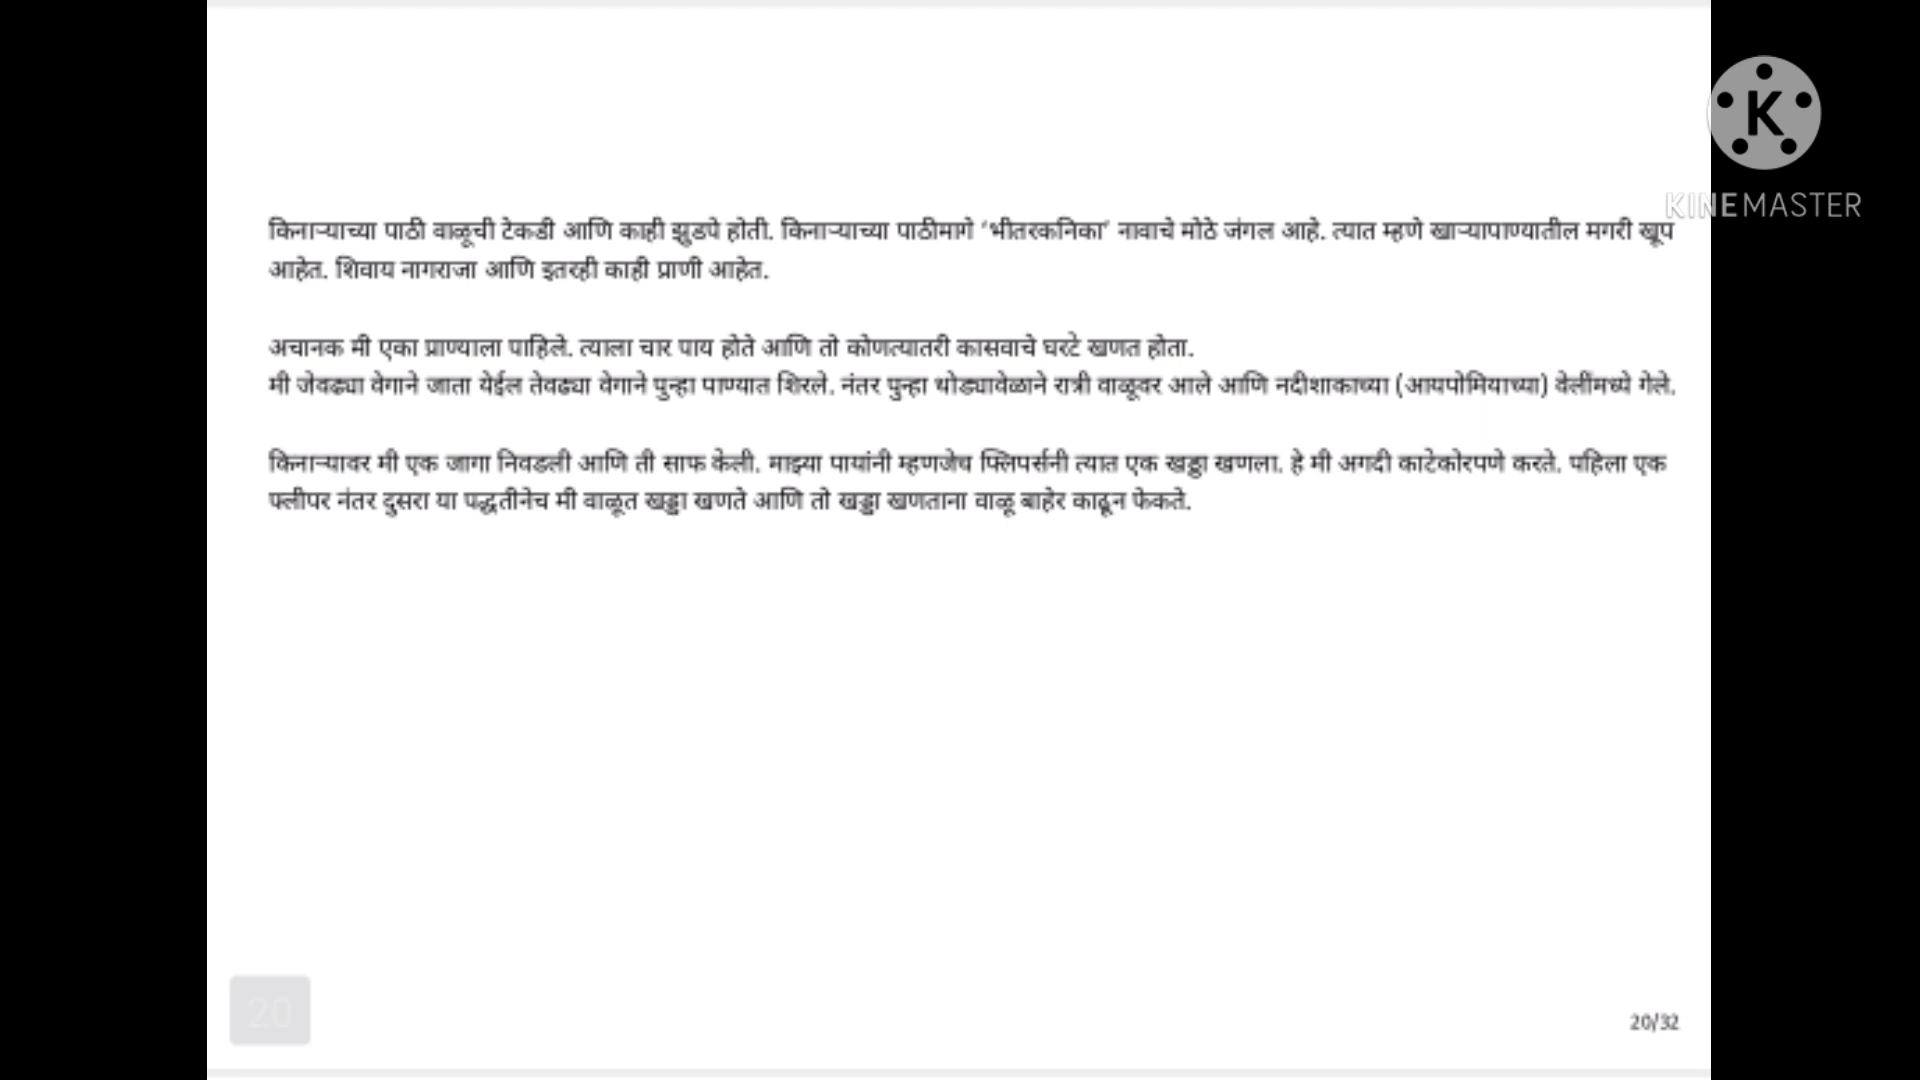 किनाऱ्याच्या पाठी वाळूची टेकडी आणि काही झुडपे होती. किनाऱ्याच्या पाठीमागे ‘भीतरकनिका’ नावाचे मोठे जंगल आहे. त्यात म्हणे खाऱ्यापाण्यातील मगरी खूप
आहेत. शिवाय नागराजा आणि इतरही काही प्राणी आहेत.
अचानक मी एका प्राण्याला पाहिले. त्याला चार पाय होते आणि तो कोणत्यातरी कासवाचे घरटे खणत होता.
मी जेवढ्या वेगाने जाता येईल तेवढ्या वेगाने पुन्हा पाण्यात शिरले. नंतर पुन्हा थोड्यावेळाने रात्री वाळूवर आले आणि नदीशाकाच्या (आयपोमियाच्या) वेलींमध्ये गेले.
किनाऱ्यावर मी एक जागा निवडली आणि ती साफ केली. माझ्या पायांनी म्हणजेच फ्लिपर्सनी त्यात एक खड्डा खणला. हे मी अगदी काटेकोरपणे करते. पहिला एक
फ्लीपर नंतर दुसरा या पद्धतीनेच मी वाळूत खड्डा खणते आणि तो खड्डा खणताना वाळू बाहेर काढून फेकते.
20
20/32
K
KINEMASTER